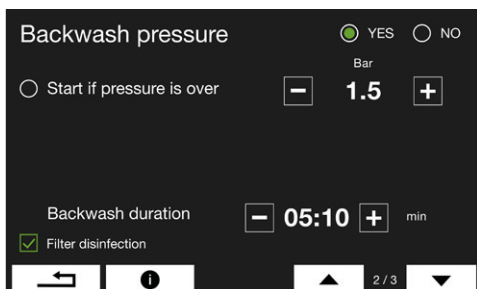 Backwash pressure YES NO
Bar
Start if pressure is over − 1.5 +
Backwash duration − 05:10 + min
Filter disinfection
2/3